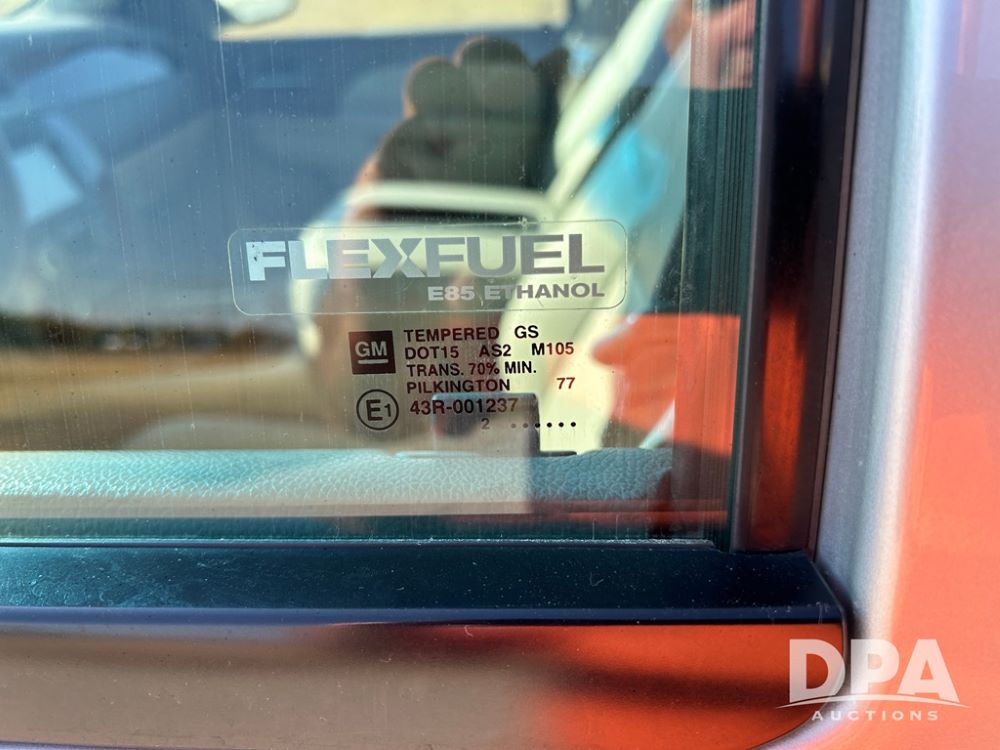 FLEXFUEL
E85 ETHANOL
GM
TEMPERED GS
DOT15 AS2 M105
TRANS. 70% MIN.
PILKINGTON 77
E1 43R-001237
2 ......
DPA
AUCTIONS